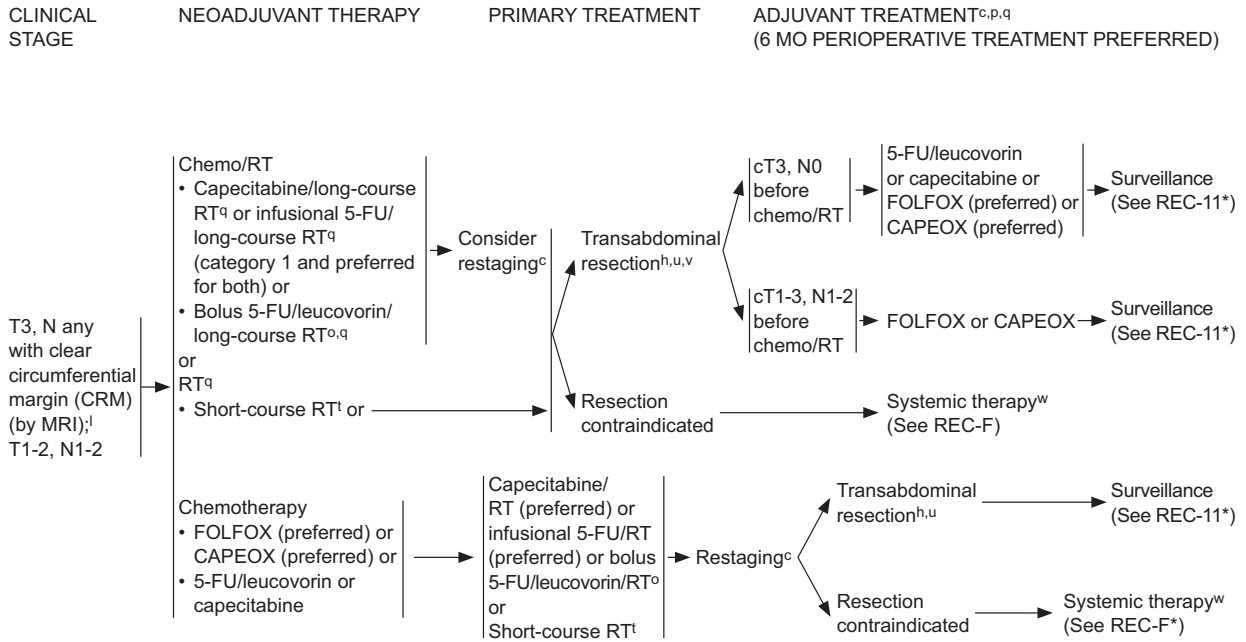 CLINICAL
STAGE
NEOADJUVANT THERAPY
PRIMARY TREATMENT
ADJUVANT TREATMENTc,p,q
(6 MO PERIOPERATIVE TREATMENT PREFERRED)
T3, N any
with clear
circumferential
margin (CRM)
(by MRI);l
T1-2, N1-2
Chemo/RT
• Capecitabine/long-course
RTq or infusional 5-FU/
long-course RTq
(category 1 and preferred
for both) or
• Bolus 5-FU/leucovorin/
long-course RTo,q
or
RTq
• Short-course RTt or
Consider
restagingc
Transabdominal
resectionh,u,v
cT3, N0
before
chemo/RT
5-FU/leucovorin
or capecitabine or
FOLFOX (preferred) or
CAPEOX (preferred)
Surveillance
(See REC-11*)
cT1-3, N1-2
before
chemo/RT
FOLFOX or CAPEOX
Surveillance
(See REC-11*)
Resection
contraindicated
Systemic therapyw
(See REC-F)
Chemotherapy
• FOLFOX (preferred) or
CAPEOX (preferred) or
• 5-FU/leucovorin or
capecitabine
Capecitabine/
RT (preferred) or
infusional 5-FU/RT
(preferred) or bolus
5-FU/leucovorin/RTo
or
Short-course RTt
Restagingc
Transabdominal
resectionh,u
Surveillance
(See REC-11*)
Resection
contraindicated
Systemic therapyw
(See REC-F*)